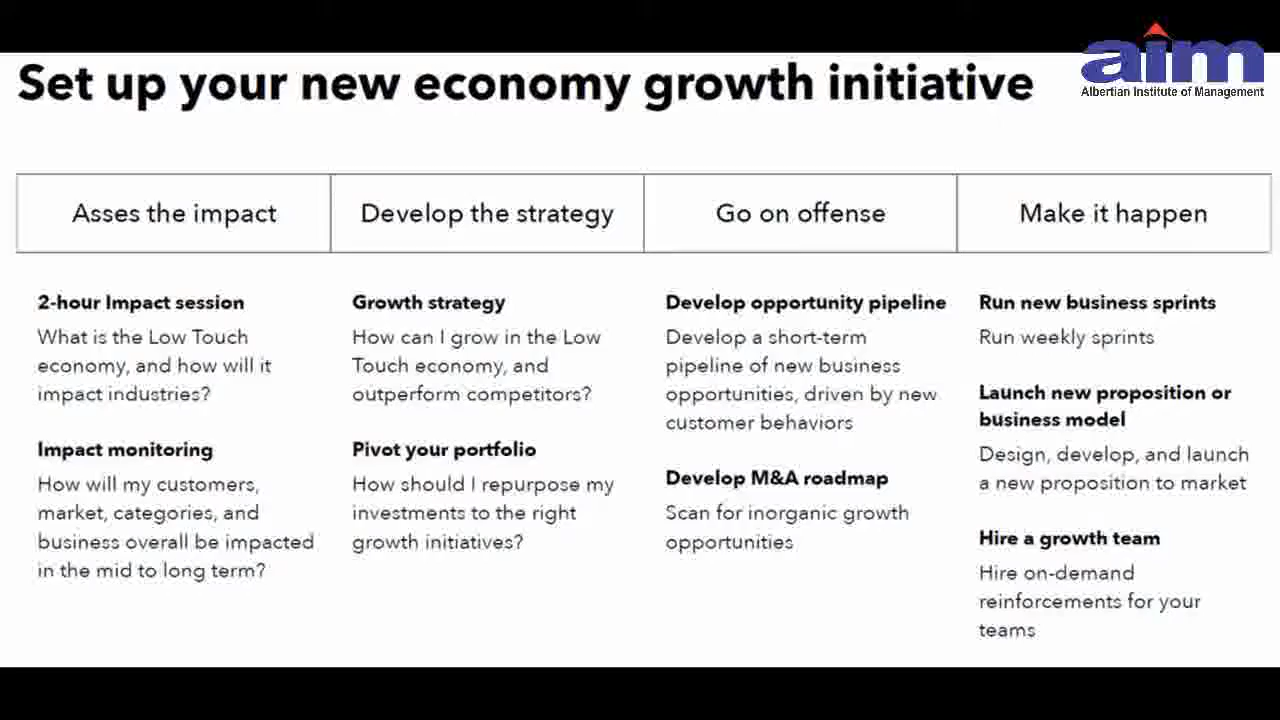 Set up your new economy growth initiative
aim
Albertian Institute of Management
Asses the impact
Develop the strategy
Go on offense
Make it happen
2-hour Impact session
What is the Low Touch
economy, and how will it
impact industries?
Impact monitoring
How will my customers,
market, categories, and
business overall be impacted
in the mid to long term?
Growth strategy
How can I grow in the Low
Touch economy, and
outperform competitors?
Pivot your portfolio
How should I repurpose my
investments to the right
growth initiatives?
Develop opportunity pipeline
Develop a short-term
pipeline of new business
opportunities, driven by new
customer behaviors
Develop M&A roadmap
Scan for inorganic growth
opportunities
Run new business sprints
Run weekly sprints
Launch new proposition or
business model
Design, develop, and launch
a new proposition to market
Hire a growth team
Hire on-demand
reinforcements for your
teams